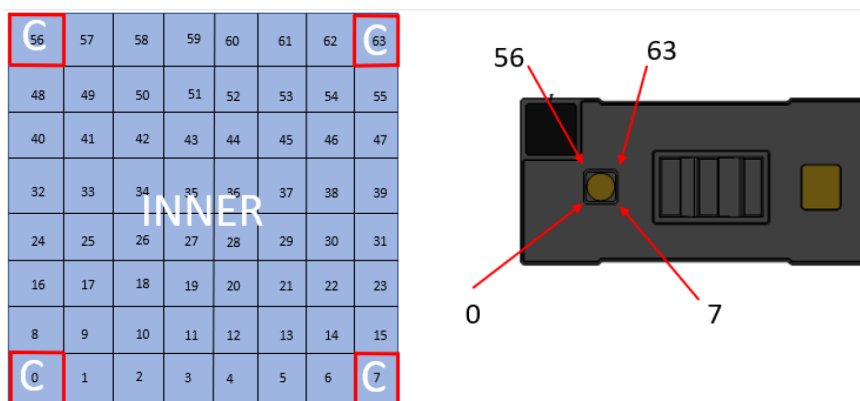 C C
56 57 58 59 60 61 62 63
48 49 50 51 52 53 54 55
40 41 42 43 44 45 46 47
32 33 34 35 36 37 38 39
INNER
24 25 26 27 28 29 30 31
16 17 18 19 20 21 22 23
8 9 10 11 12 13 14 15
C C
0 1 2 3 4 5 6 7
56 63
0 7